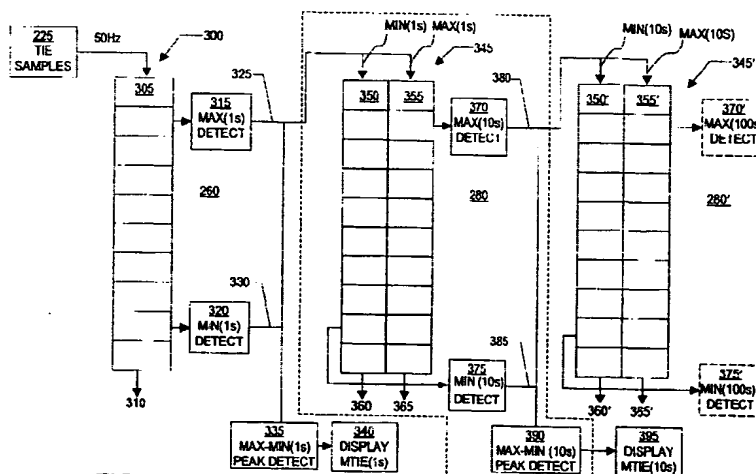 225
TIE
SAMPLES
50Hz
300
305
325
315
MAX(1s)
DETECT
260
330
320
MIN(1s)
DETECT
310
335
MAX-MIN(1s)
PEAK DETECT
340
DISPLAY
MTIE(1s)
MIN(1s) MAX(1s)
345
350 355
380
370
MAX(10s)
DETECT
280
385
375
MIN (10s)
DETECT
360 365
390
MAX-MIN (10s)
PEAK DETECT
395
DISPLAY
MTIE(10s)
MIN(10s)
MAX(10S)
345'
350' 355'
370'
MAX(100s)
DETECT
280'
375'
MIN(100s)
DETECT
360' 365'